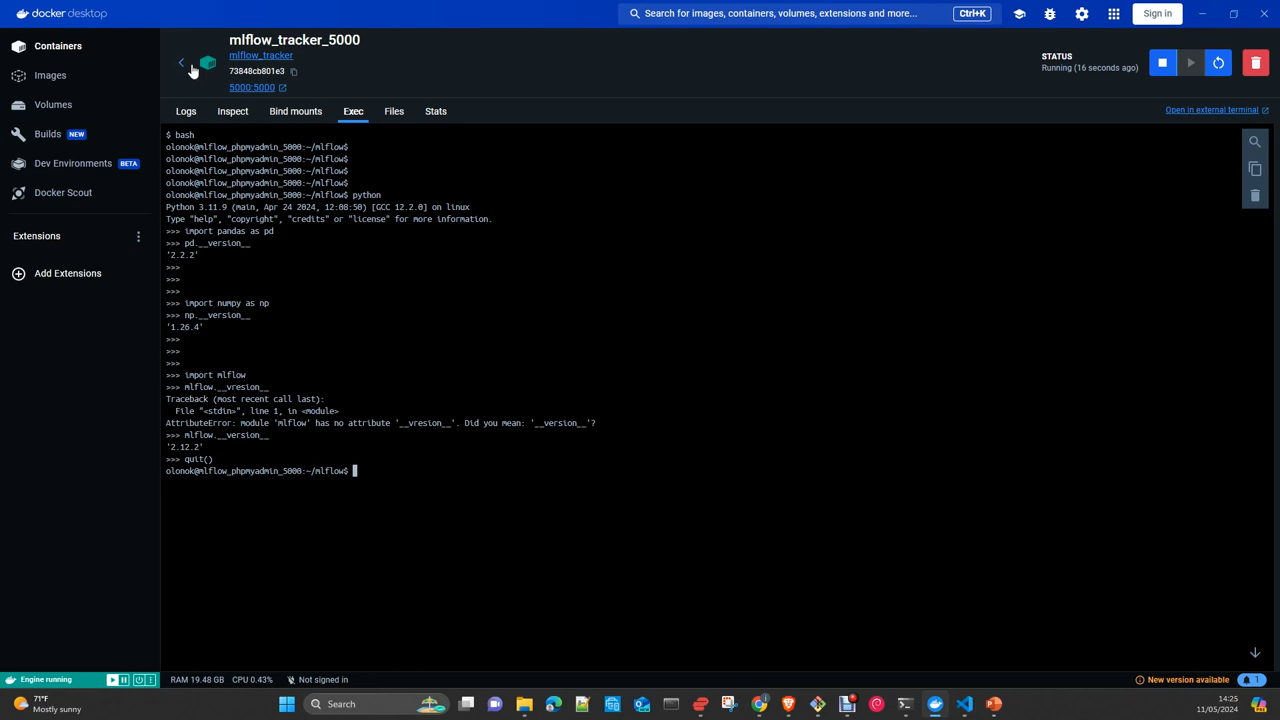 docker desktop
Search for images, containers, volumes, extensions and more...
Ctrl+K
Sign in
Containers
Images
Volumes
Builds NEW
Dev Environments BETA
Docker Scout
Extensions
Add Extensions
mlflow_tracker_5000
mlflow_tracker
73848cb801e3
5000:5000
STATUS
Running (16 seconds ago)
Logs Inspect Bind mounts Exec Files Stats
Open in external terminal
$ bash
olonok@mlflow_phpmyadmin_5000:~/mlflow$
olonok@mlflow_phpmyadmin_5000:~/mlflow$
olonok@mlflow_phpmyadmin_5000:~/mlflow$
olonok@mlflow_phpmyadmin_5000:~/mlflow$
olonok@mlflow_phpmyadmin_5000:~/mlflow$ python
Python 3.11.9 (main, Apr 24 2024, 12:08:50) [GCC 12.2.0] on linux
Type "help", "copyright", "credits" or "license" for more information.
>>> import pandas as pd
>>> pd.__version__
'2.2.2'
>>>
>>>
>>>
>>> import numpy as np
>>> np.__version__
'1.26.4'
>>>
>>>
>>>
>>> import mlflow
>>> mlflow.__vresion__
Traceback (most recent call last):
  File "<stdin>", line 1, in <module>
AttributeError: module 'mlflow' has no attribute '__vresion__'. Did you mean: '__version__'?
>>> mlflow.__version__
'2.12.2'
>>> quit()
olonok@mlflow_phpmyadmin_5000:~/mlflow$
Engine running
RAM 19.48 GB CPU 0.43% Not signed in
New version available
1
71°F
Mostly sunny
Search
14:25
11/05/2024